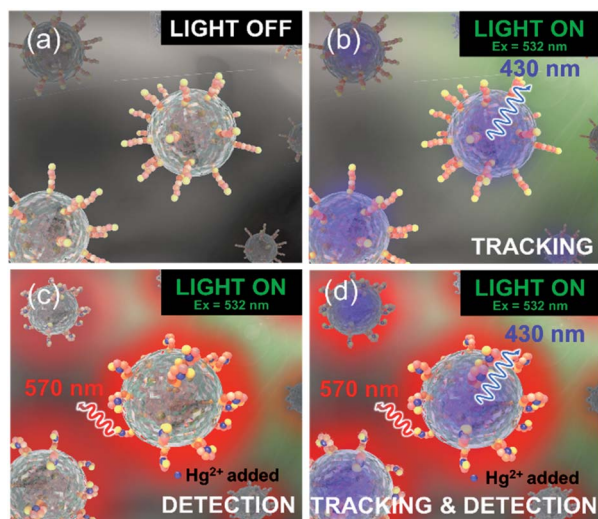 (a)
LIGHT OFF
(b)
LIGHT ON
Ex = 532 nm
430 nm
TRACKING
(c)
LIGHT ON
Ex = 532 nm
570 nm
Hg²⁺ added
DETECTION
(d)
LIGHT ON
Ex = 532 nm
430 nm
570 nm
Hg²⁺ added
TRACKING & DETECTION